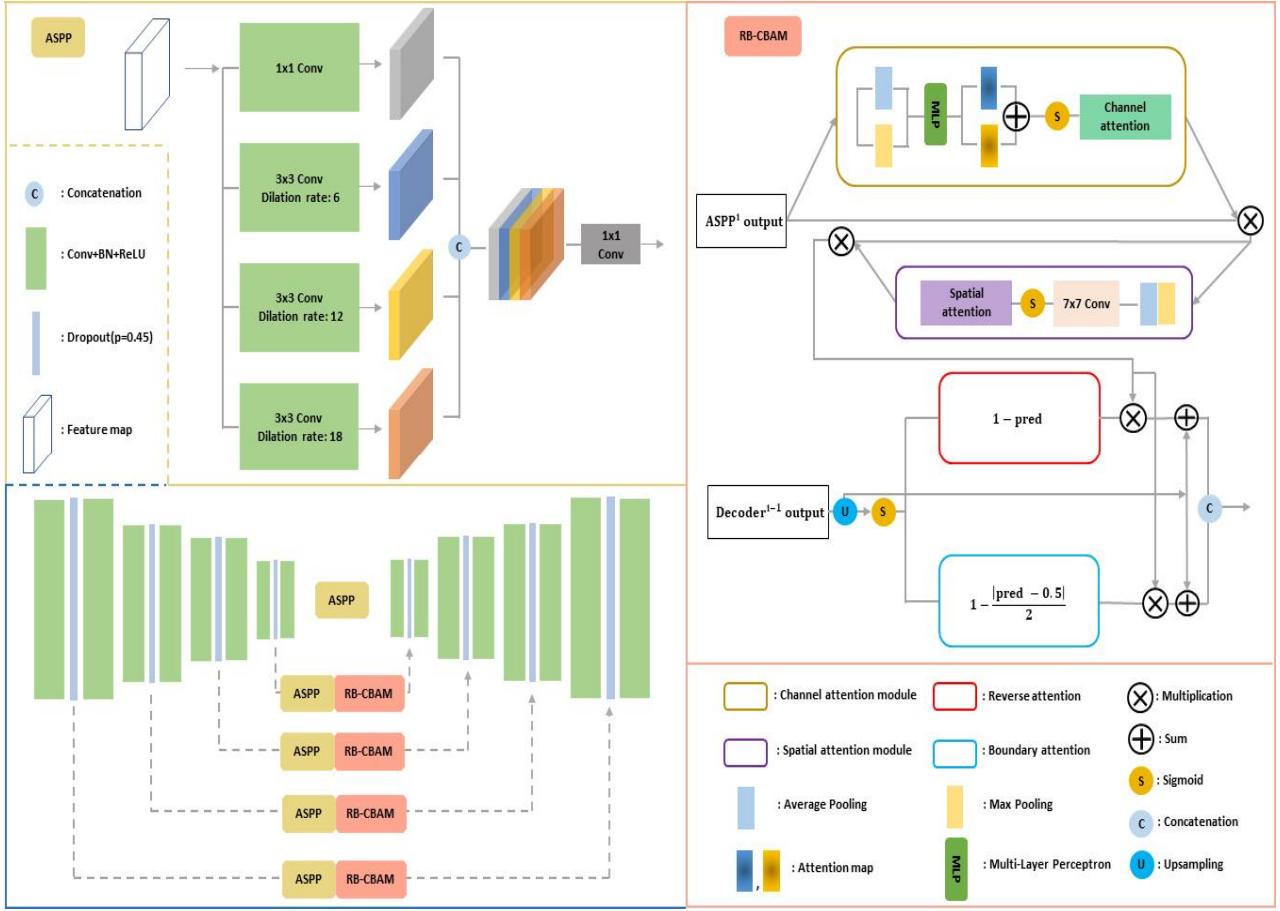 ASPP
1x1 Conv
3x3 Conv
Dilation rate: 6
3x3 Conv
Dilation rate: 12
3x3 Conv
Dilation rate: 18
C
1x1
Conv
C : Concatenation
: Conv+BN+ReLU
: Dropout(p=0.45)
: Feature map
ASPP
ASPP RB-CBAM
ASPP RB-CBAM
ASPP RB-CBAM
ASPP RB-CBAM
RB-CBAM
MLP
S
Channel
attention
ASPP¹ output
Spatial
attention
S
7x7 Conv
1 − pred
Decoderⁱ⁻¹ output
U
S
C
1 − |pred − 0.5| / 2
: Channel attention module
: Reverse attention
: Multiplication
: Sum
: Spatial attention module
: Boundary attention
S : Sigmoid
: Average Pooling
: Max Pooling
C : Concatenation
, : Attention map
MLP : Multi-Layer Perceptron
U : Upsampling